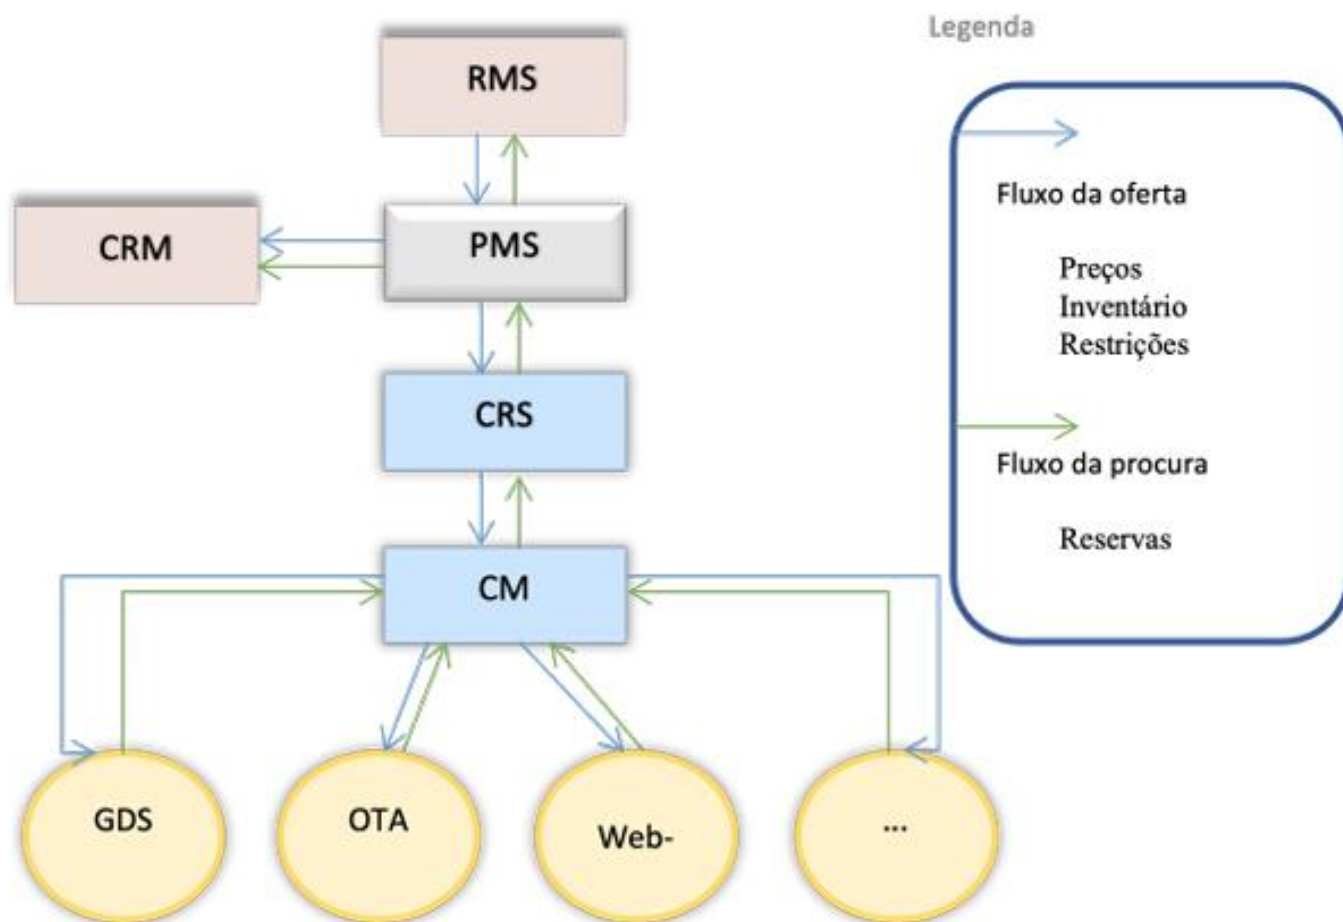 Legenda
RMS
CRM
PMS
CRS
CM
GDS
OTA
Web-
...
Fluxo da oferta
Preços
Inventário
Restrições
Fluxo da procura
Reservas